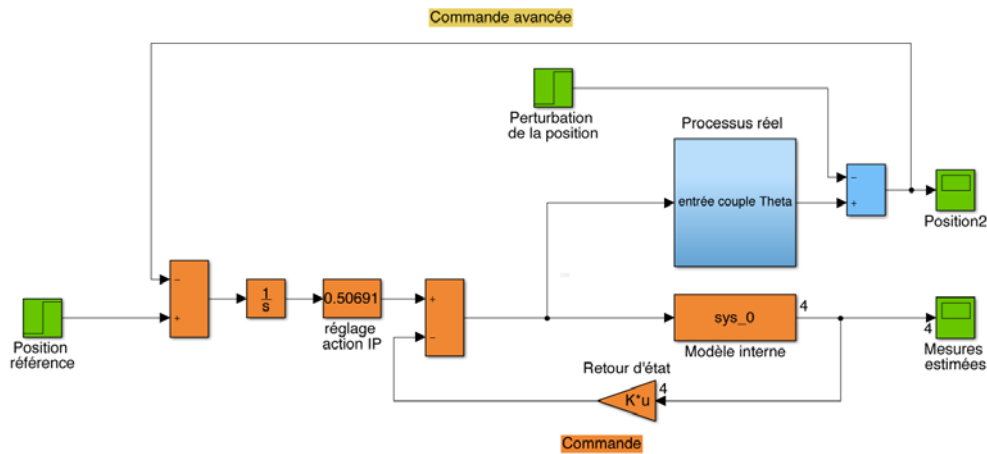 Commande avancée
Perturbation
de la position
Processus réel
entrée couple Theta
−
+
Position2
−
+
1
s
0.50691
réglage
action IP
+
−
Position
référence
sys_0
4
Modèle interne
4
Mesures
estimées
Retour d'état
K*u
4
Commande